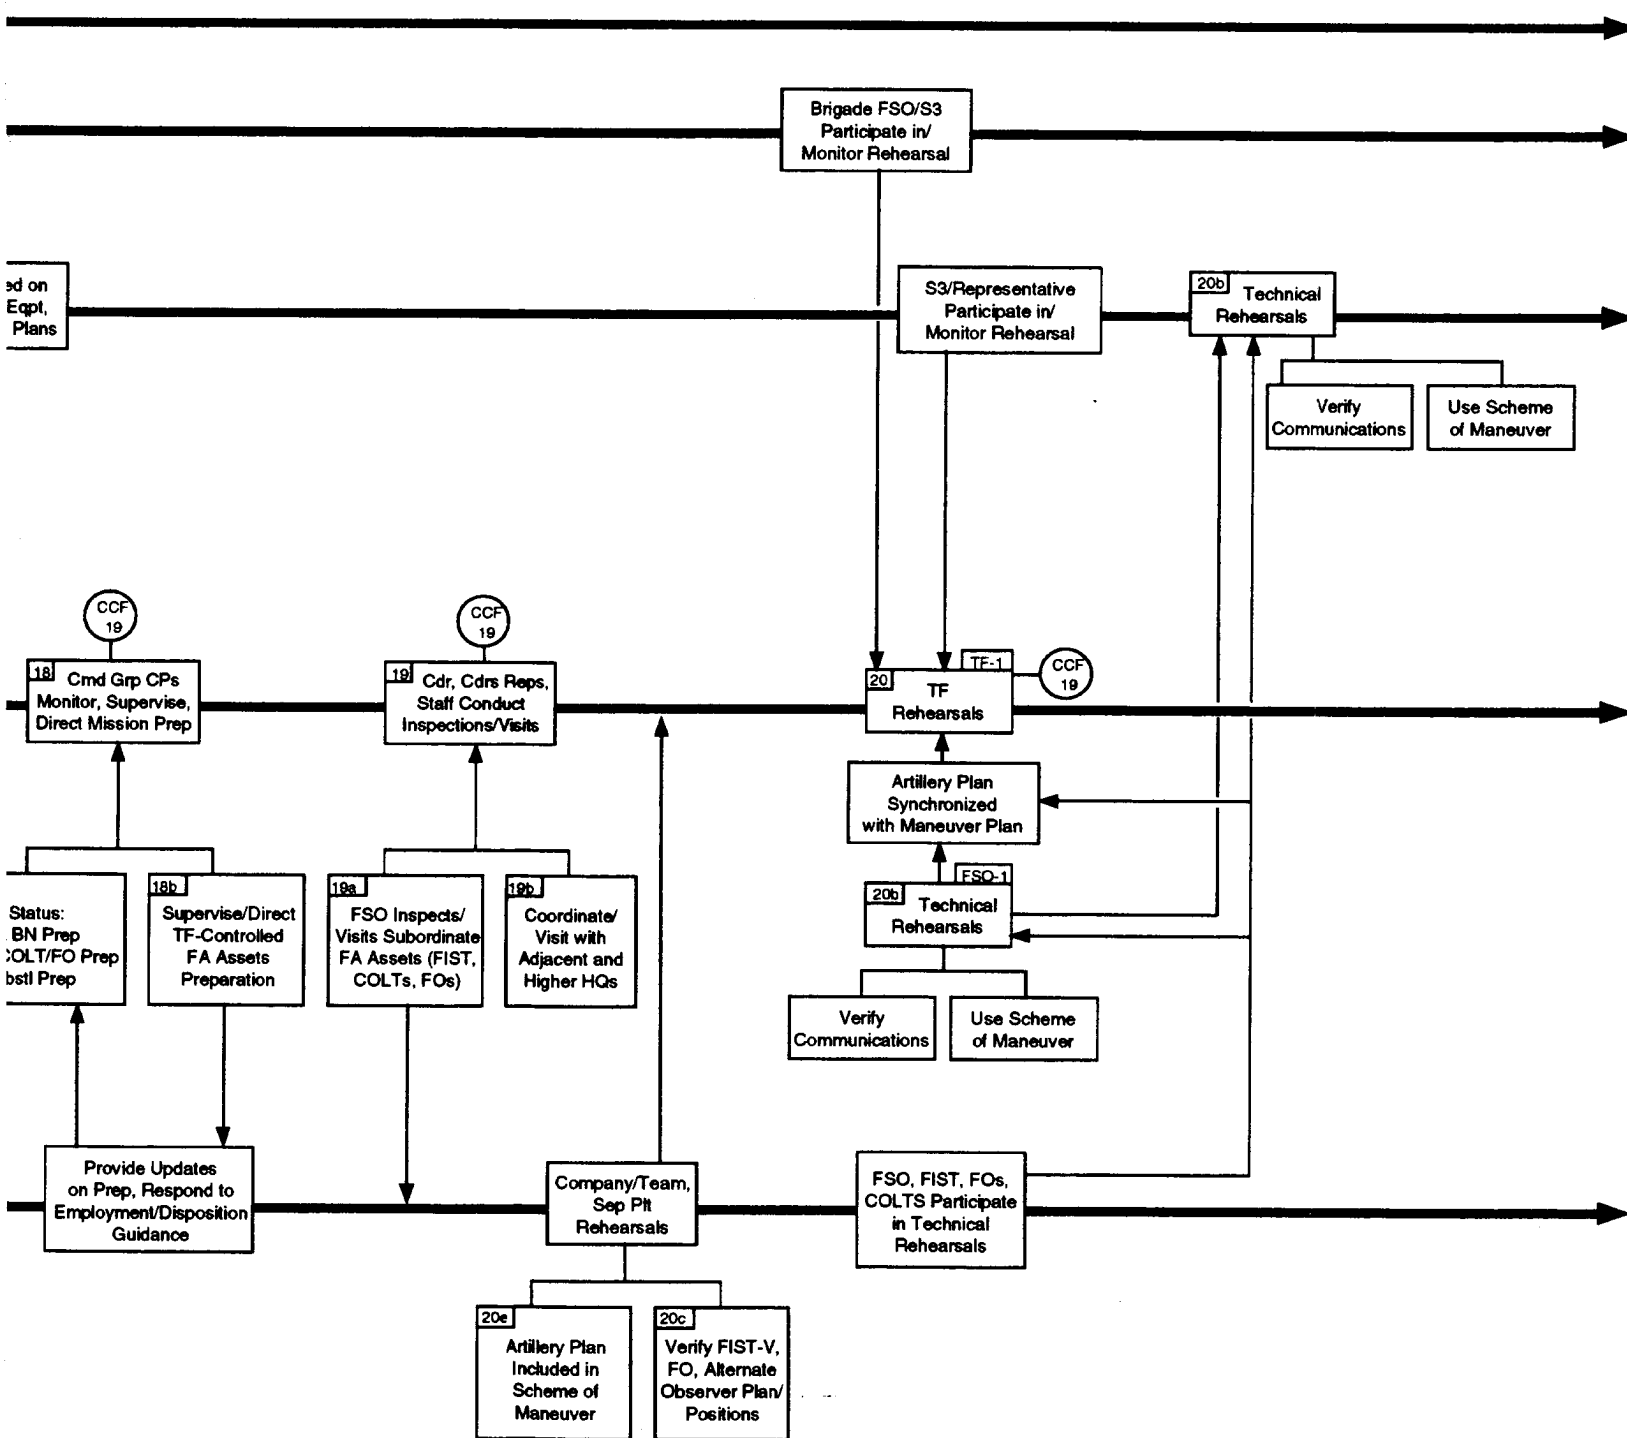 Brigade FSO/S3
Participate in/
Monitor Rehearsal
ed on
Eqpt,
Plans
S3/Representative
Participate in/
Monitor Rehearsal
20b
Technical
Rehearsals
Verify
Communications
Use Scheme
of Maneuver
CCF
19
18
Cmd Grp CPs
Monitor, Supervise,
Direct Mission Prep
CCF
19
19
Cdr, Cdrs Reps,
Staff Conduct
Inspections/Visits
TF-1
CCF
19
20
TF
Rehearsals
Artillery Plan
Synchronized
with Maneuver Plan
Status:
BN Prep
COLT/FO Prep
bstl Prep
18b
Supervise/Direct
TF-Controlled
FA Assets
Preparation
19a
FSO Inspects/
Visits Subordinate
FA Assets (FIST,
COLTs, FOs)
19b
Coordinate/
Visit with
Adjacent and
Higher HQs
FSO-1
20b
Technical
Rehearsals
Verify
Communications
Use Scheme
of Maneuver
Provide Updates
on Prep, Respond to
Employment/Disposition
Guidance
Company/Team,
Sep Plt
Rehearsals
FSO, FIST, FOs,
COLTS Participate
in Technical
Rehearsals
20e
Artillery Plan
Included in
Scheme of
Maneuver
20c
Verify FIST-V,
FO, Alternate
Observer Plan/
Positions